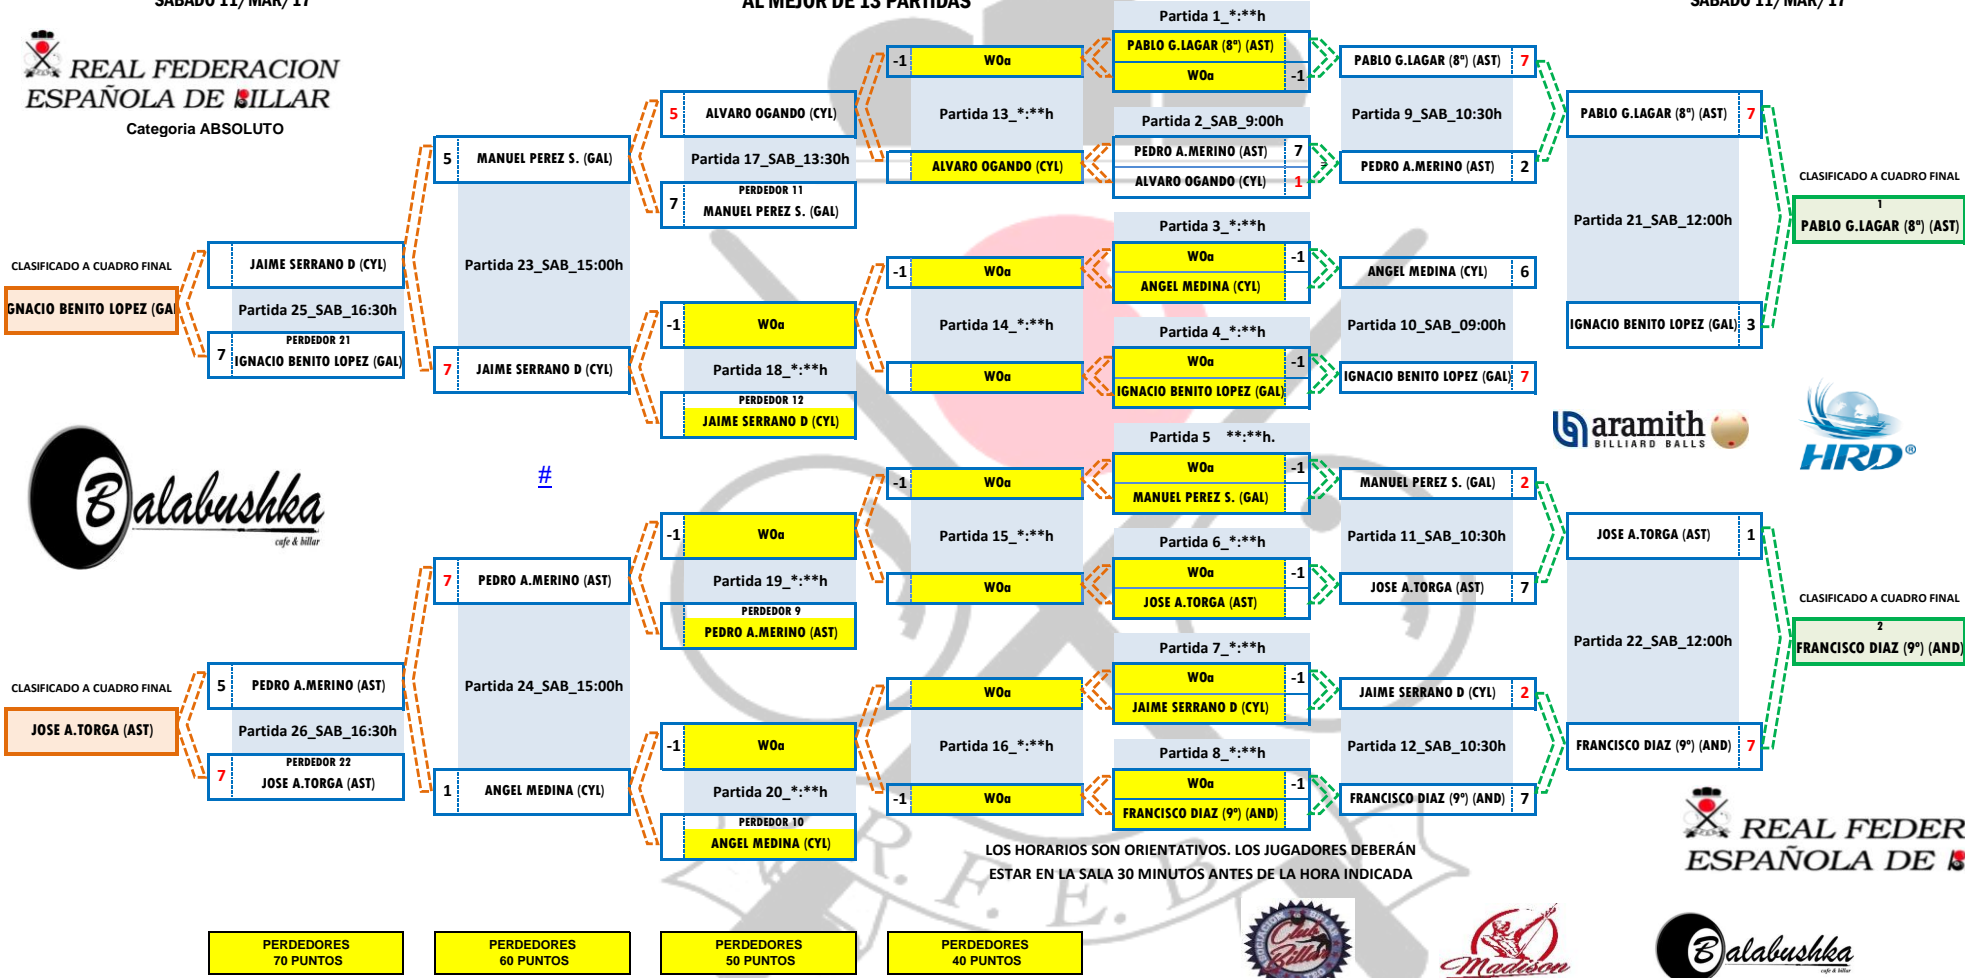 SABADO 11/MAR/17
AL MEJOR DE 13 PARTIDAS
SABADO 11/MAR/17
REAL FEDERACION
ESPAÑOLA DE BILLAR
Categoria ABSOLUTO
CLASIFICADO A CUADRO FINAL
GNACIO BENITO LOPEZ (GAL
JAIME SERRANO D (CYL)
Partida 25_SAB_16:30h
PERDEDOR 21
7 IGNACIO BENITO LOPEZ (GAL)
Balabushka
cafe & billar
#
CLASIFICADO A CUADRO FINAL
JOSE A.TORGA (AST)
5 PEDRO A.MERINO (AST)
Partida 26_SAB_16:30h
PERDEDOR 22
7 JOSE A.TORGA (AST)
5 MANUEL PEREZ S. (GAL)
Partida 23_SAB_15:00h
7 JAIME SERRANO D (CYL)
7 PEDRO A.MERINO (AST)
Partida 24_SAB_15:00h
1 ANGEL MEDINA (CYL)
5 ALVARO OGANDO (CYL)
Partida 17_SAB_13:30h
PERDEDOR 11
7 MANUEL PEREZ S. (GAL)
-1 WOa
Partida 18_*:**h
PERDEDOR 12
JAIME SERRANO D (CYL)
-1 WOa
Partida 19_*:**h
PERDEDOR 9
PEDRO A.MERINO (AST)
-1 WOa
Partida 20_*:**h
PERDEDOR 10
ANGEL MEDINA (CYL)
-1 WOa
Partida 13_*:**h
ALVARO OGANDO (CYL)
-1 WOa
Partida 14_*:**h
WOa
-1 WOa
Partida 15_*:**h
WOa
WOa
Partida 16_*:**h
-1 WOa
Partida 1_*:**h
PABLO G.LAGAR (8º) (AST)
WOa -1
Partida 2_SAB_9:00h
PEDRO A.MERINO (AST) 7
ALVARO OGANDO (CYL) 1
Partida 3_*:**h
WOa -1
ANGEL MEDINA (CYL)
Partida 4_*:**h
WOa -1
IGNACIO BENITO LOPEZ (GAL)
Partida 5 **:**h.
WOa -1
MANUEL PEREZ S. (GAL)
Partida 6_*:**h
WOa -1
JOSE A.TORGA (AST)
Partida 7_*:**h
WOa -1
JAIME SERRANO D (CYL)
Partida 8_*:**h
WOa -1
FRANCISCO DIAZ (9º) (AND)
PABLO G.LAGAR (8º) (AST) 7
Partida 9_SAB_10:30h
PEDRO A.MERINO (AST) 2
ANGEL MEDINA (CYL) 6
Partida 10_SAB_09:00h
IGNACIO BENITO LOPEZ (GAL) 7
MANUEL PEREZ S. (GAL) 2
Partida 11_SAB_10:30h
JOSE A.TORGA (AST) 7
JAIME SERRANO D (CYL) 2
Partida 12_SAB_10:30h
FRANCISCO DIAZ (9º) (AND) 7
PABLO G.LAGAR (8º) (AST) 7
Partida 21_SAB_12:00h
IGNACIO BENITO LOPEZ (GAL) 3
aramith
BILLIARD BALLS
HRD®
JOSE A.TORGA (AST) 1
Partida 22_SAB_12:00h
FRANCISCO DIAZ (9º) (AND) 7
CLASIFICADO A CUADRO FINAL
1
PABLO G.LAGAR (8º) (AST)
CLASIFICADO A CUADRO FINAL
2
FRANCISCO DIAZ (9º) (AND)
LOS HORARIOS SON ORIENTATIVOS. LOS JUGADORES DEBERÁN
ESTAR EN LA SALA 30 MINUTOS ANTES DE LA HORA INDICADA
R.F.E.B.
REAL FEDER
ESPAÑOLA DE B
PERDEDORES
70 PUNTOS
PERDEDORES
60 PUNTOS
PERDEDORES
50 PUNTOS
PERDEDORES
40 PUNTOS
Club
Billar
Madison
Balabushka
cafe & billar